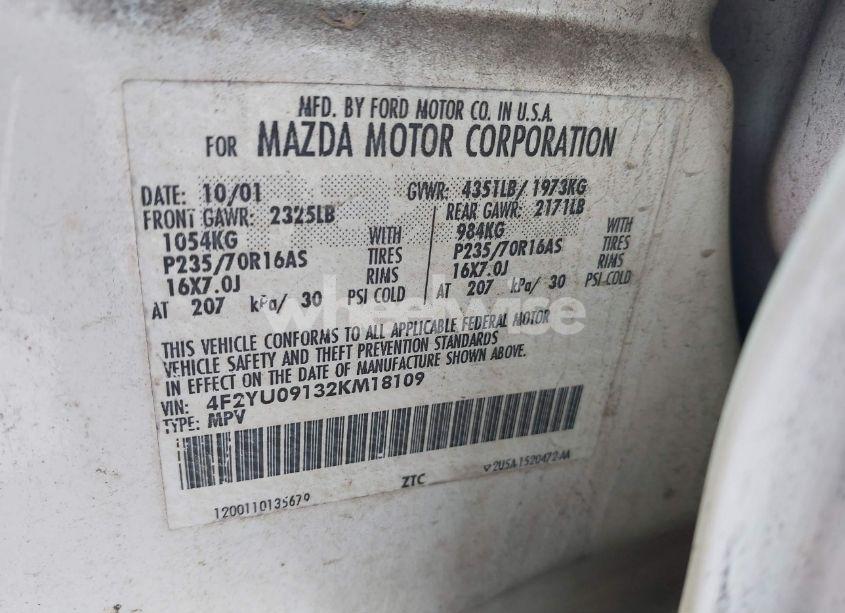 MFD. BY FORD MOTOR CO. IN U.S.A.
FOR MAZDA MOTOR CORPORATION
DATE: 10/01 GVWR: 4351LB/ 1973KG
FRONT GAWR: 2325LB REAR GAWR: 2171LB
1054KG WITH 984KG WITH
P235/70R16AS TIRES P235/70R16AS TIRES
16X7.0J RIMS 16X7.0J RIMS
AT 207 kPa/ 30 PSI COLD AT 207 kPa/ 30 PSI COLD
wheelwise
THIS VEHICLE CONFORMS TO ALL APPLICABLE FEDERAL MOTOR
VEHICLE SAFETY AND THEFT PREVENTION STANDARDS
IN EFFECT ON THE DATE OF MANUFACTURE SHOWN ABOVE.
VIN: 4F2YU09132KM18109
TYPE: MPV
1200110135679 ZTC